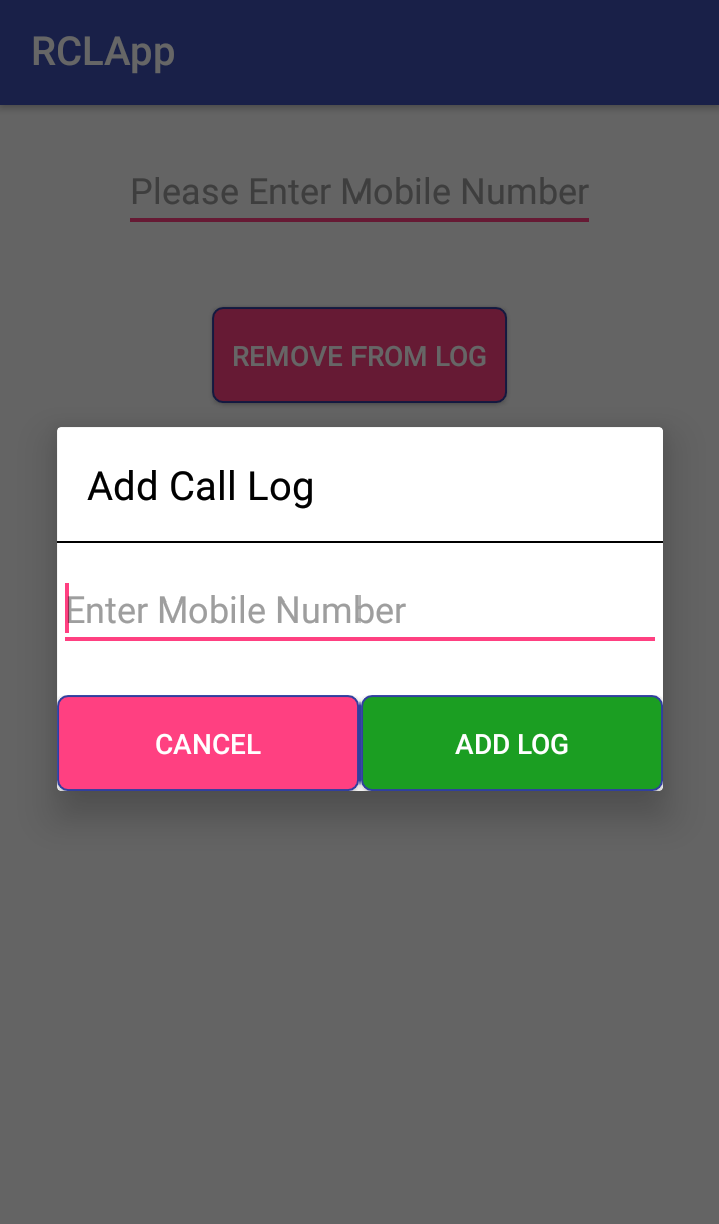 RCLApp
Please Enter Mobile Number
REMOVE FROM LOG
Add Call Log
Enter Mobile Number
CANCEL
ADD LOG